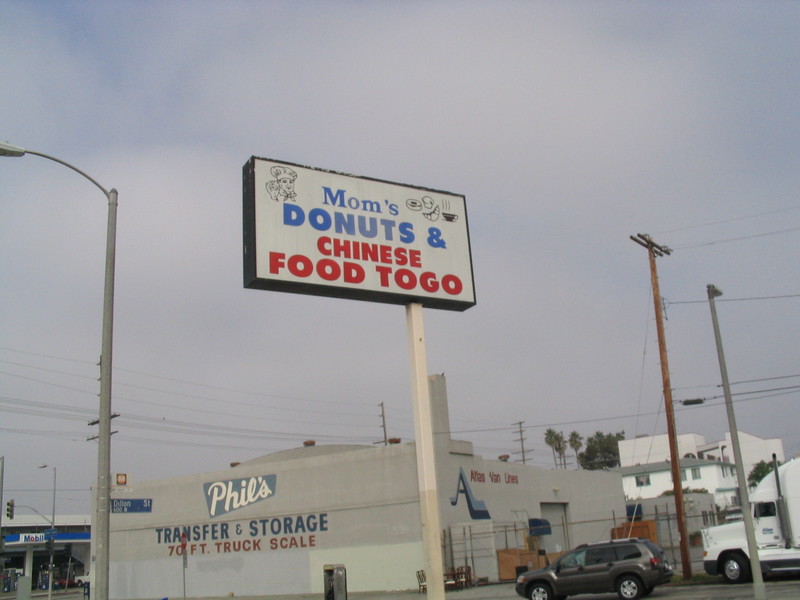 Mom's
DONUTS &
CHINESE
FOOD TOGO
Phil's
TRANSFER & STORAGE
70 FT. TRUCK SCALE
Atlas Van Lines
Dillon St
Mobil